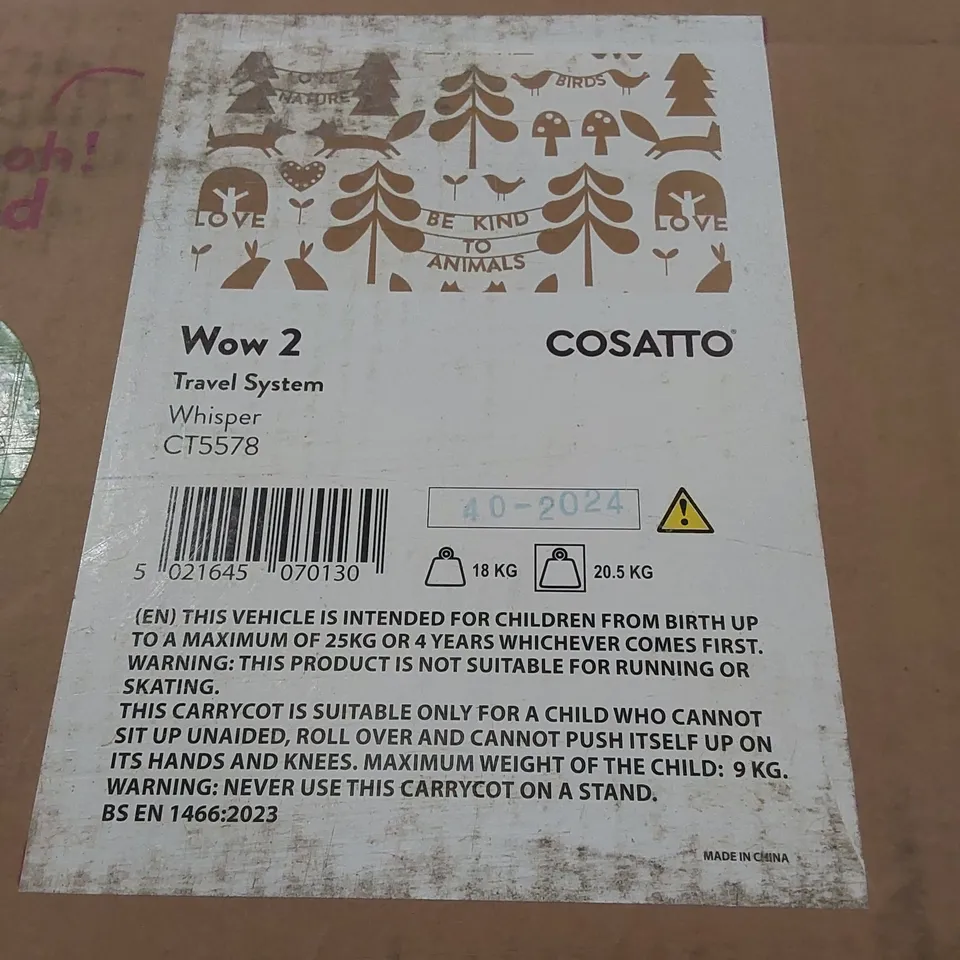 oh!
d
LOVE
NATURE
BIRDS
LOVE
BE KIND
TO
ANIMALS
LOVE
Wow 2
COSATTO
Travel System
Whisper
CT5578
40-2024
5 021645 070130
18 KG
20.5 KG
(EN) THIS VEHICLE IS INTENDED FOR CHILDREN FROM BIRTH UP
TO A MAXIMUM OF 25KG OR 4 YEARS WHICHEVER COMES FIRST.
WARNING: THIS PRODUCT IS NOT SUITABLE FOR RUNNING OR
SKATING.
THIS CARRYCOT IS SUITABLE ONLY FOR A CHILD WHO CANNOT
SIT UP UNAIDED, ROLL OVER AND CANNOT PUSH ITSELF UP ON
ITS HANDS AND KNEES. MAXIMUM WEIGHT OF THE CHILD: 9 KG.
WARNING: NEVER USE THIS CARRYCOT ON A STAND.
BS EN 1466:2023
MADE IN CHINA